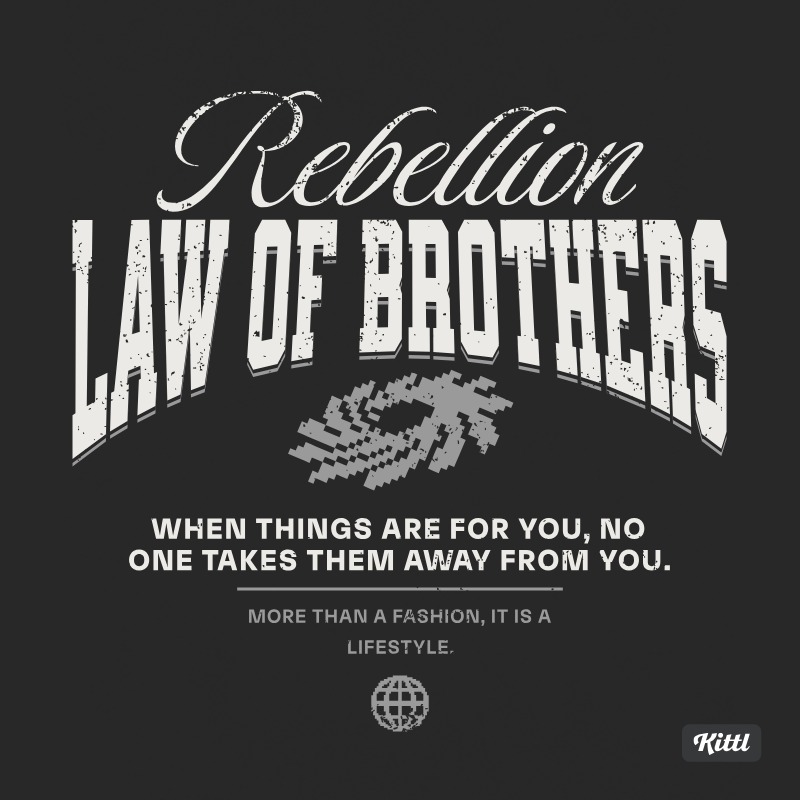 Rebellion
LAW OF BROTHERS
WHEN THINGS ARE FOR YOU, NO
ONE TAKES THEM AWAY FROM YOU.
MORE THAN A FASHION, IT IS A
LIFESTYLE.
Kittl